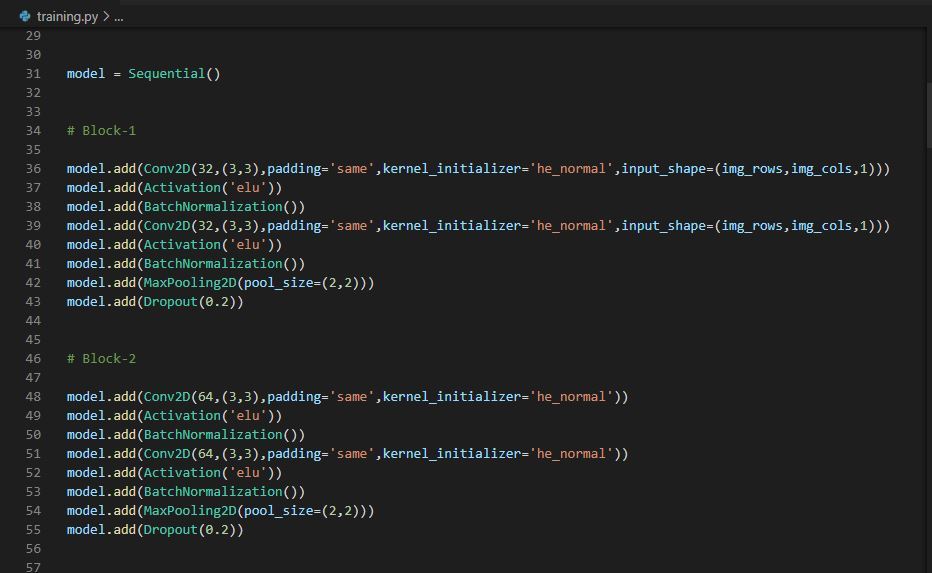 training.py > ...
29
30
31 model = Sequential()
32
33
34 # Block-1
35
36 model.add(Conv2D(32,(3,3),padding='same',kernel_initializer='he_normal',input_shape=(img_rows,img_cols,1)))
37 model.add(Activation('elu'))
38 model.add(BatchNormalization())
39 model.add(Conv2D(32,(3,3),padding='same',kernel_initializer='he_normal',input_shape=(img_rows,img_cols,1)))
40 model.add(Activation('elu'))
41 model.add(BatchNormalization())
42 model.add(MaxPooling2D(pool_size=(2,2)))
43 model.add(Dropout(0.2))
44
45
46 # Block-2
47
48 model.add(Conv2D(64,(3,3),padding='same',kernel_initializer='he_normal'))
49 model.add(Activation('elu'))
50 model.add(BatchNormalization())
51 model.add(Conv2D(64,(3,3),padding='same',kernel_initializer='he_normal'))
52 model.add(Activation('elu'))
53 model.add(BatchNormalization())
54 model.add(MaxPooling2D(pool_size=(2,2)))
55 model.add(Dropout(0.2))
56
57